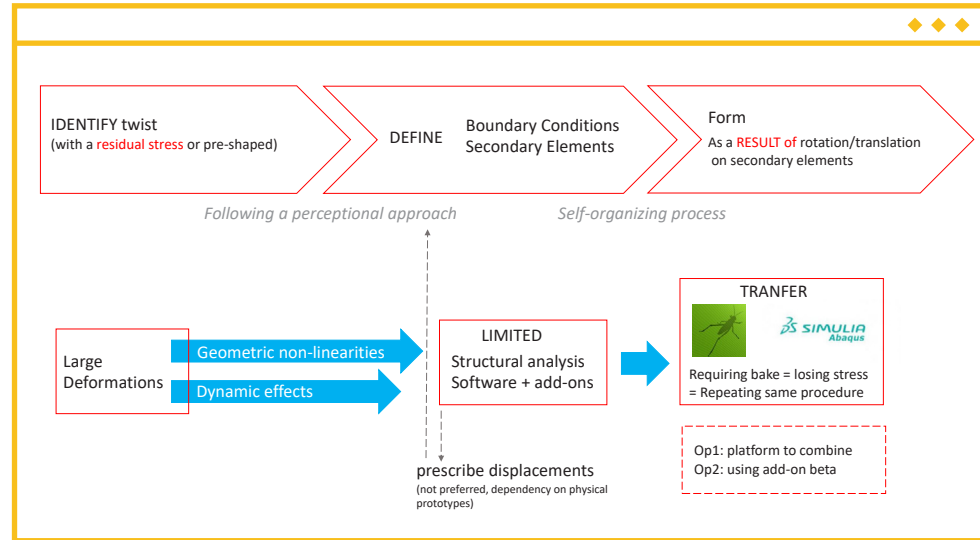 IDENTIFY twist
(with a residual stress or pre-shaped)
DEFINE
Boundary Conditions
Secondary Elements
Form
As a RESULT of rotation/translation
on secondary elements
Following a perceptional approach
Self-organizing process
Large
Deformations
Geometric non-linearities
Dynamic effects
LIMITED
Structural analysis
Software + add-ons
TRANFER
SIMULIA
Abaqus
Requiring bake = losing stress
= Repeating same procedure
Op1: platform to combine
Op2: using add-on beta
prescribe displacements
(not preferred, dependency on physical
prototypes)